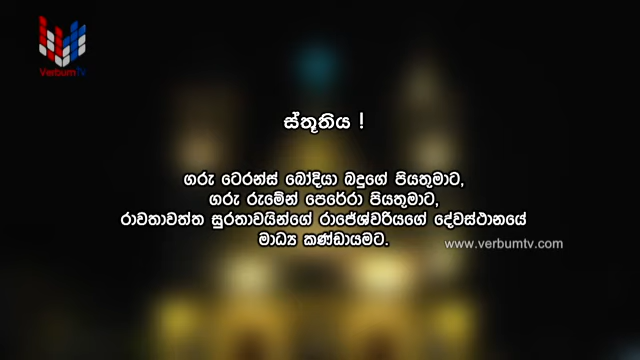 VerbumTv
ස්තූතියි !
ගරු ටෙරන්ස් බෝදියා බදුගේ පියතුමාට,
ගරු රුමේන් පෙරේරා පියතුමාට,
රාවතාවත්ත සුරතාවයින්ගේ රාජේශ්වරියගේ දේවස්ථානයේ
මාධ්‍ය කණ්ඩායමට.
www.verbumtv.com